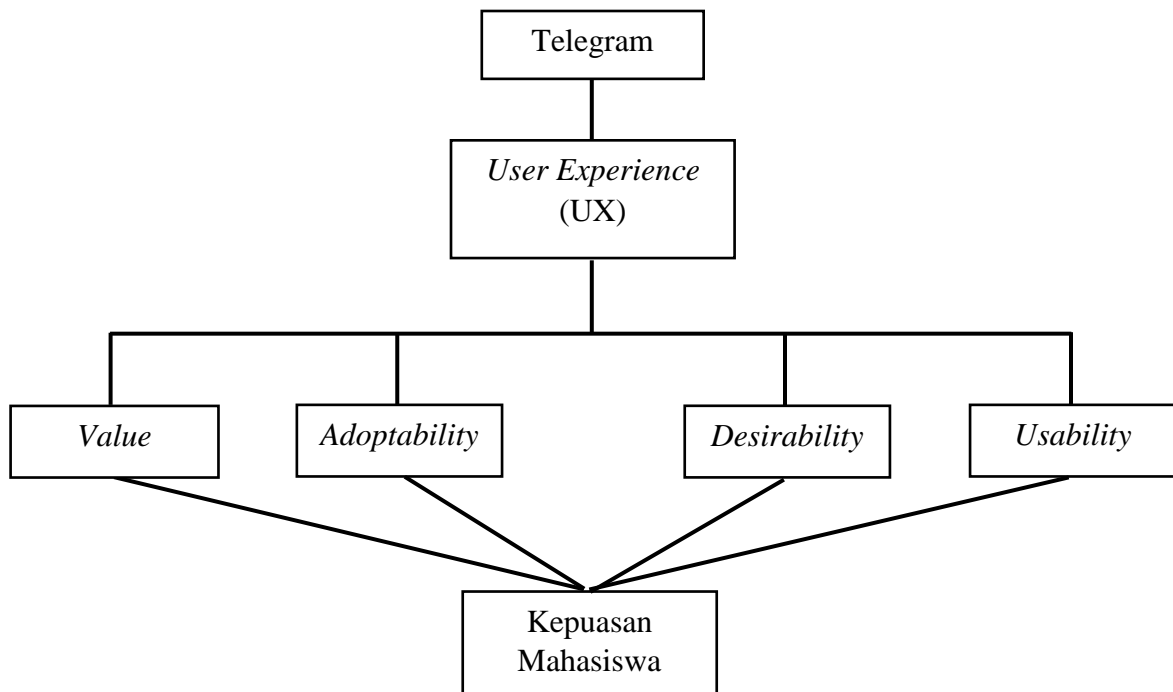 Telegram
User Experience
(UX)
Value
Adoptability
Desirability
Usability
Kepuasan
Mahasiswa